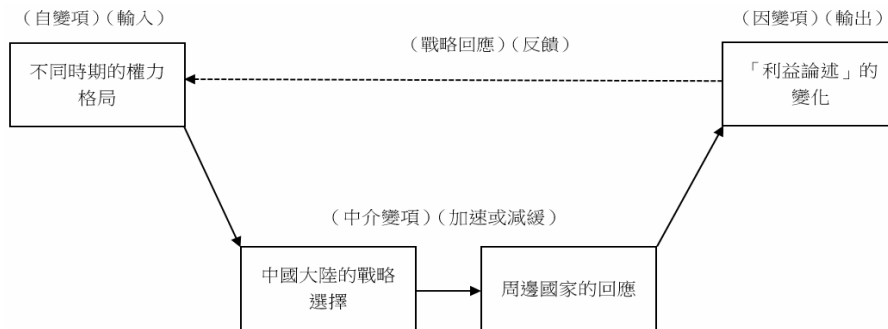 （自變項）（輸入）
（因變項）（輸出）
（戰略回應）（反饋）
不同時期的權力
格局
「利益論述」的
變化
（中介變項）（加速或減緩）
中國大陸的戰略
選擇
周邊國家的回應